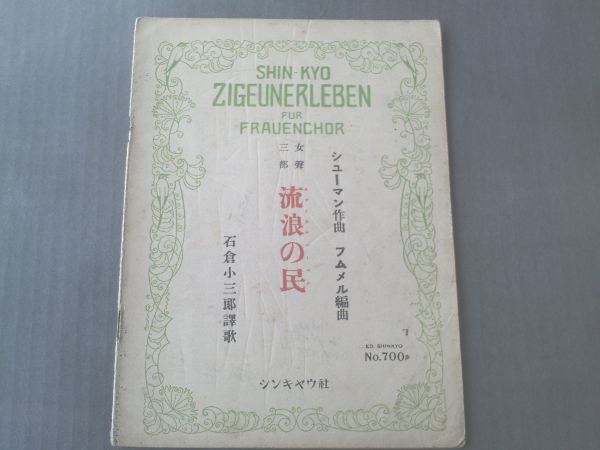 SHIN-KYO
ZIGEUNERLEBEN
FUR
FRAUENCHOR
女聲
三部
シューマン作曲 フムメル編曲
流浪の民
石倉小三郎譯歌
ED. SHINKYO
No.700
シンキヤウ社